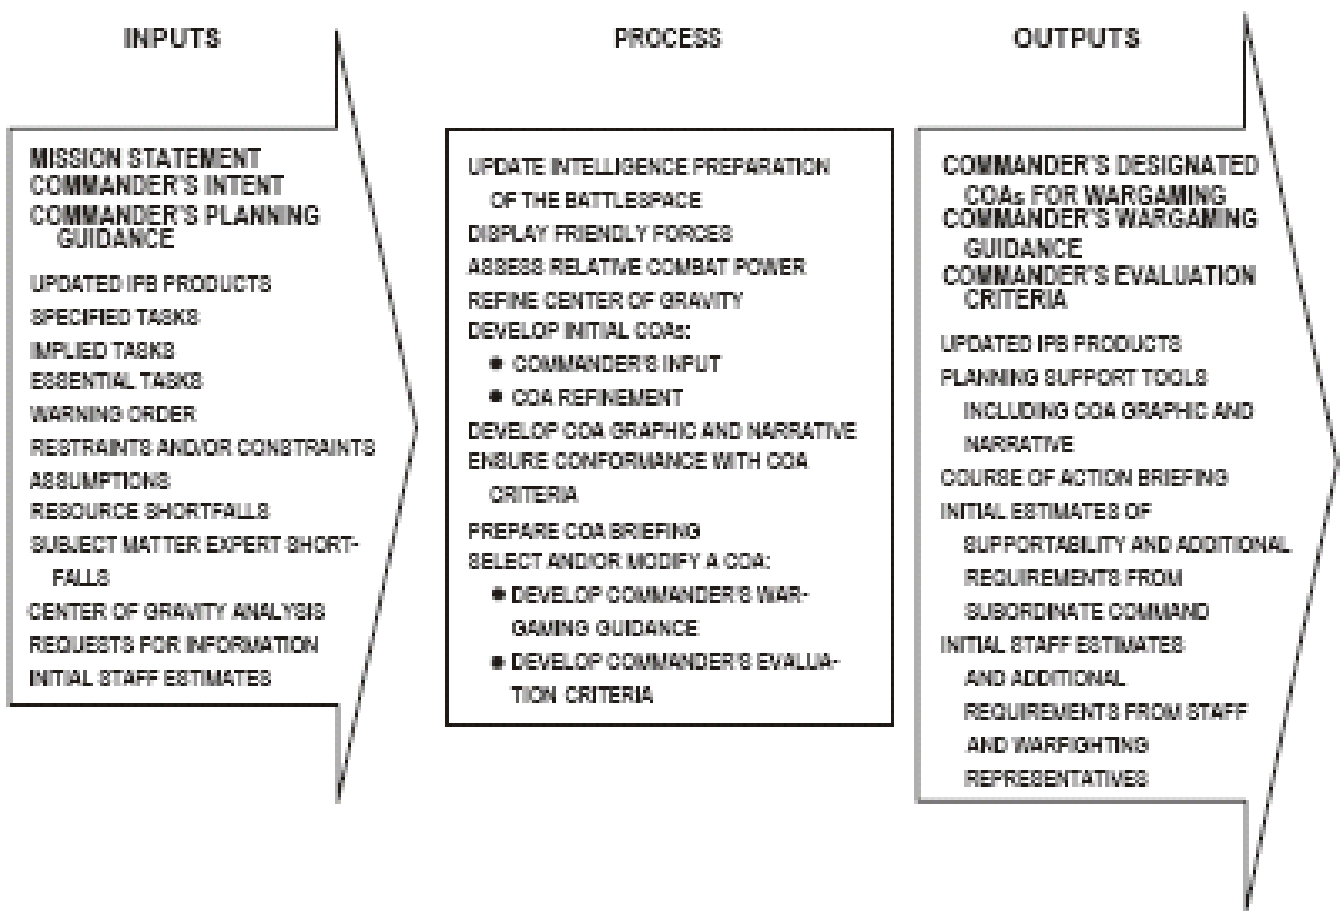 INPUTS
MISSION STATEMENT
COMMANDER'S INTENT
COMMANDER'S PLANNING
GUIDANCE
UPDATED IPB PRODUCTS
SPECIFIED TASKS
IMPLIED TASKS
ESSENTIAL TASKS
WARNING ORDER
RESTRAINTS AND/OR CONSTRAINTS
ASSUMPTIONS
RESOURCE SHORTFALLS
SUBJECT MATTER EXPERT SHORT-
FALLS
CENTER OF GRAVITY ANALYSIS
REQUESTS FOR INFORMATION
INITIAL STAFF ESTIMATES
PROCESS
UPDATE INTELLIGENCE PREPARATION
OF THE BATTLESPACE
DISPLAY FRIENDLY FORCES
ASSESS RELATIVE COMBAT POWER
REFINE CENTER OF GRAVITY
DEVELOP INITIAL COAs:
● COMMANDER'S INPUT
● COA REFINEMENT
DEVELOP COA GRAPHIC AND NARRATIVE
ENSURE CONFORMANCE WITH COA
CRITERIA
PREPARE COA BRIEFING
SELECT AND/OR MODIFY A COA:
● DEVELOP COMMANDER'S WAR-
GAMING GUIDANCE
● DEVELOP COMMANDER'S EVALUA-
TION CRITERIA
OUTPUTS
COMMANDER'S DESIGNATED
COAs FOR WARGAMING
COMMANDER'S WARGAMING
GUIDANCE
COMMANDER'S EVALUATION
CRITERIA
UPDATED IPB PRODUCTS
PLANNING SUPPORT TOOLS
INCLUDING COA GRAPHIC AND
NARRATIVE
COURSE OF ACTION BRIEFING
INITIAL ESTIMATES OF
SUPPORTABILITY AND ADDITIONAL
REQUIREMENTS FROM
SUBORDINATE COMMAND
INITIAL STAFF ESTIMATES
AND ADDITIONAL
REQUIREMENTS FROM STAFF
AND WARFIGHTING
REPRESENTATIVES